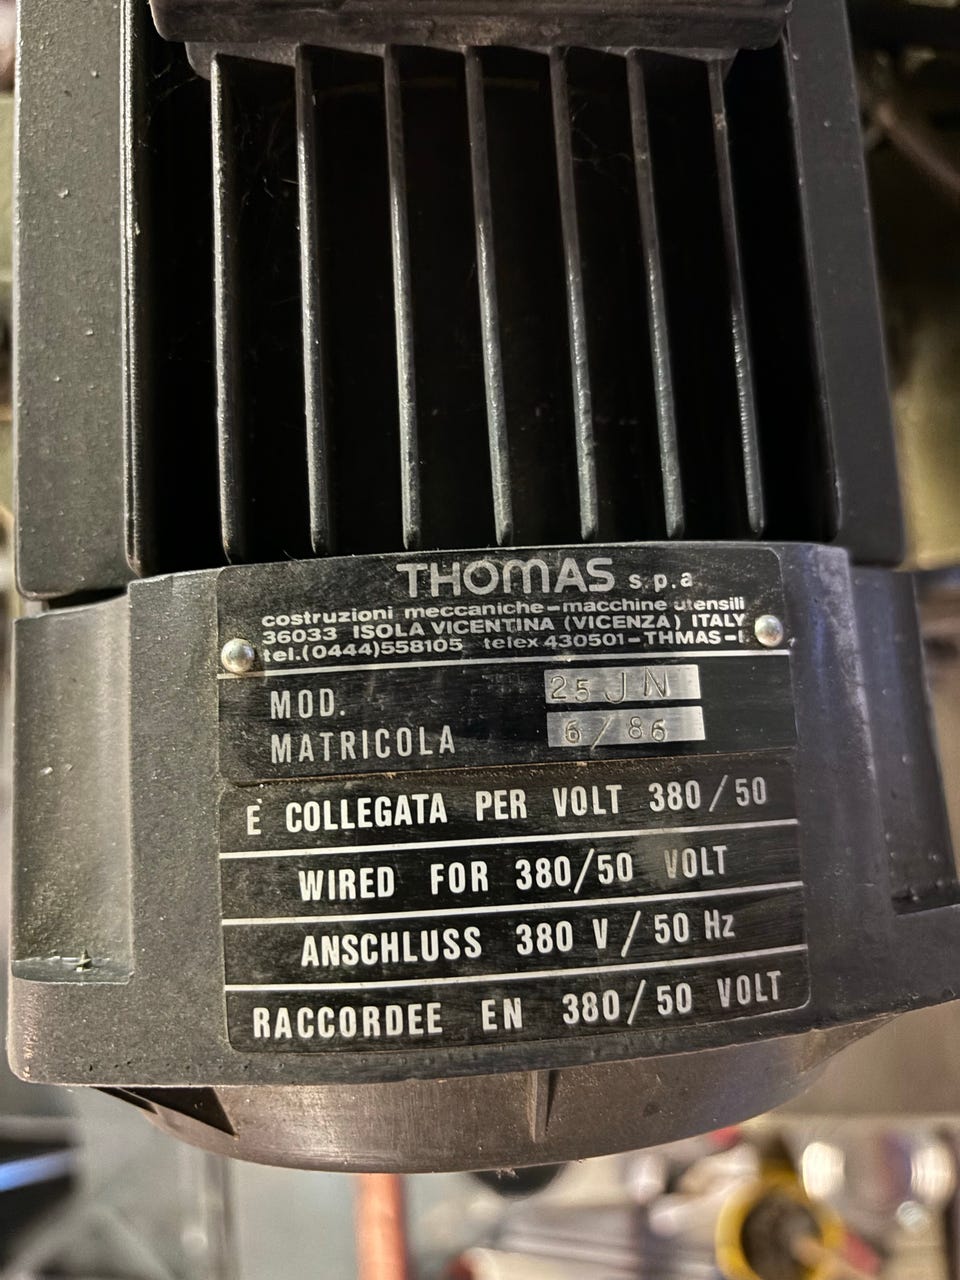 THOMAS s.p.a
costruzioni meccaniche-macchine utensili
36033 ISOLA VICENTINA (VICENZA) ITALY
tel.(0444)558105 telex 430501-THMAS-I.
MOD. 25 JN
MATRICOLA 6/86
È COLLEGATA PER VOLT 380/50
WIRED FOR 380/50 VOLT
ANSCHLUSS 380 V/50 Hz
RACCORDEE EN 380/50 VOLT